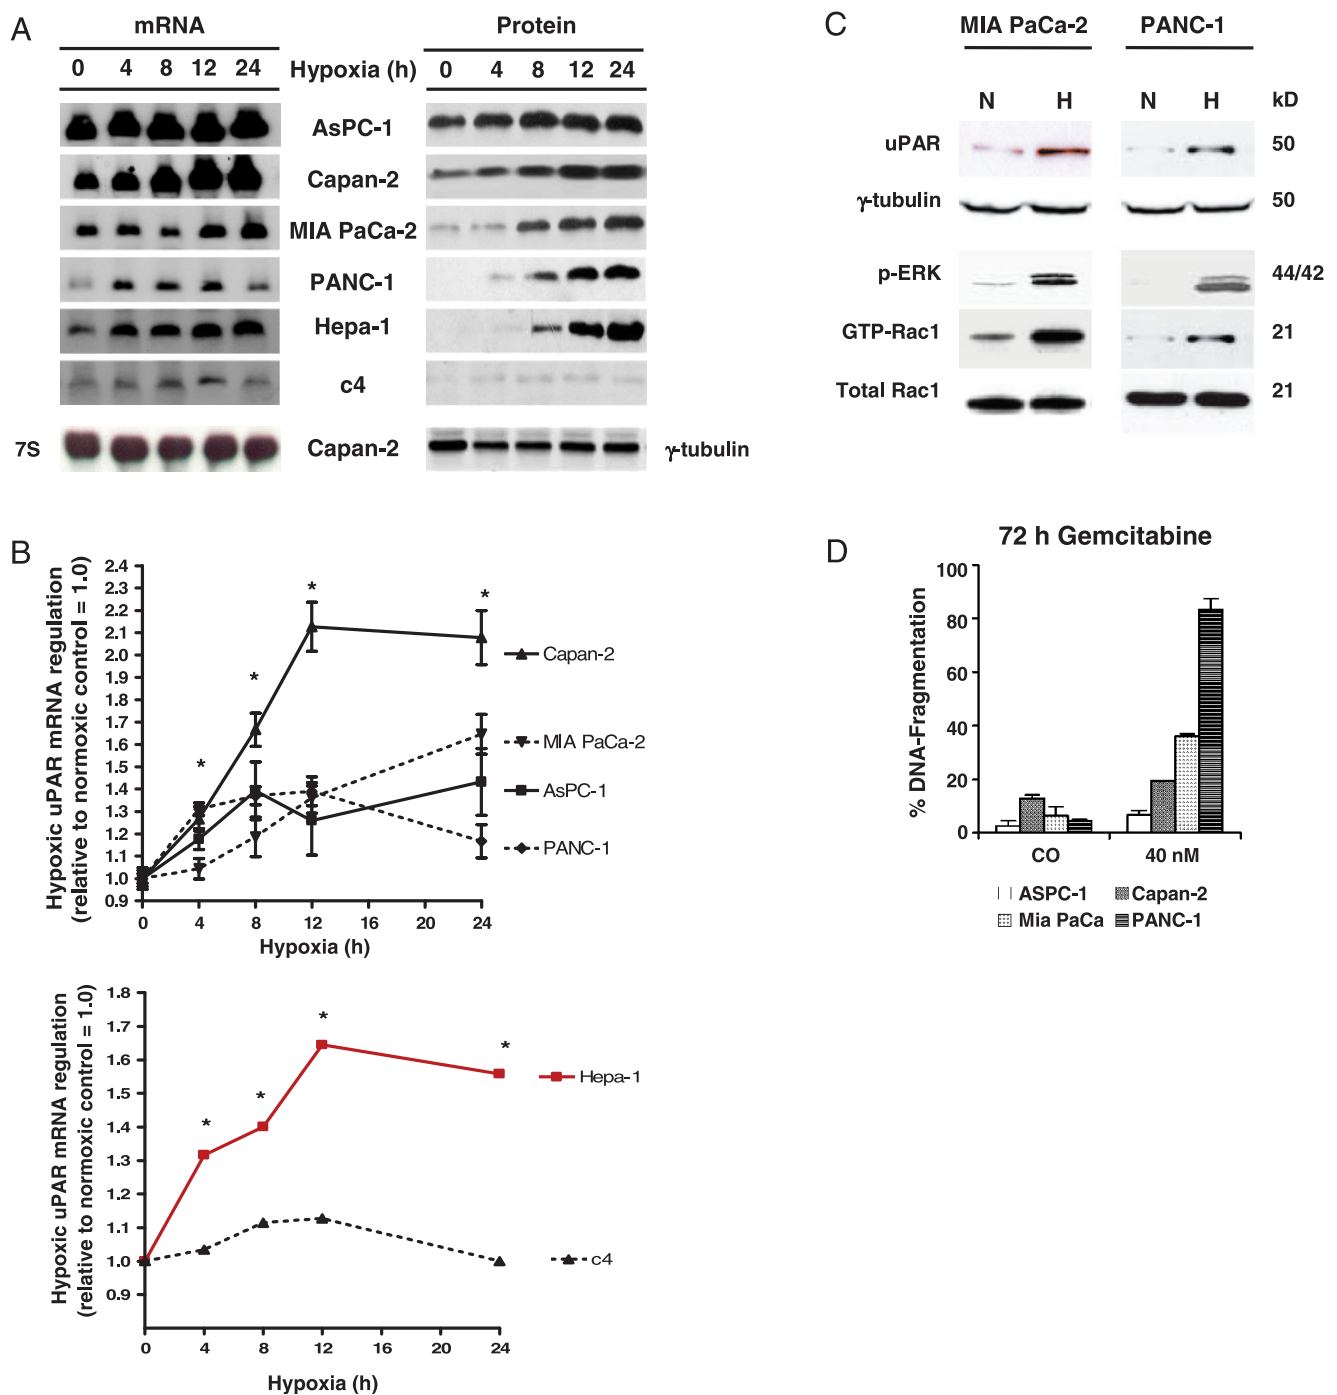 A
mRNA
Protein
0 4 8 12 24 Hypoxia (h) 0 4 8 12 24
AsPC-1
Capan-2
MIA PaCa-2
PANC-1
Hepa-1
c4
7S Capan-2 γ-tubulin
C
MIA PaCa-2 PANC-1
N H N H kD
uPAR 50
γ-tubulin 50
p-ERK 44/42
GTP-Rac1 21
Total Rac1 21
B
Hypoxic uPAR mRNA regulation
(relative to normoxic control = 1.0)
2.4
2.3
2.2
2.1
2.0
1.8
1.7
1.6
1.4
1.3
1.2
1.1
1.0
0.9
* * * *
Capan-2
MIA PaCa-2
AsPC-1
PANC-1
0 4 8 12 16 20 24
Hypoxia (h)
Hypoxic uPAR mRNA regulation
(relative to normoxic control = 1.0)
1.8
1.7
1.6
1.5
1.4
1.3
1.2
1.1
1.0
0.9
* * * *
Hepa-1
c4
0 4 8 12 16 20 24
Hypoxia (h)
D
72 h Gemcitabine
% DNA-Fragmentation
100
80
60
40
20
0
CO 40 nM
ASPC-1 Capan-2
Mia PaCa PANC-1